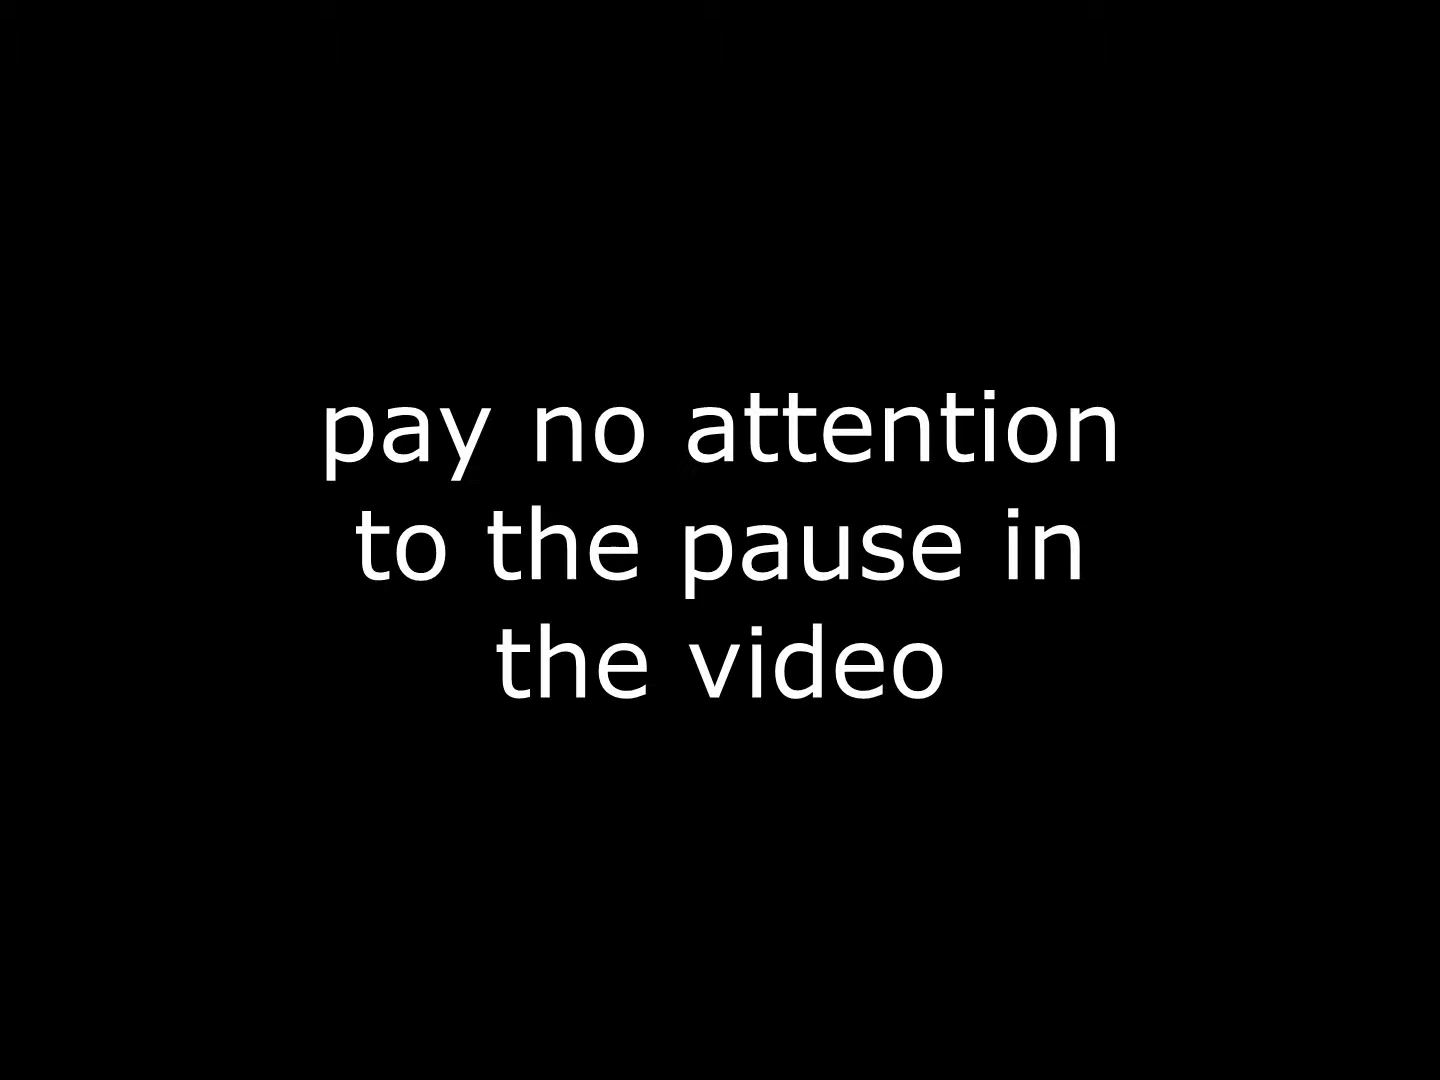 pay no attention
to the pause in
the video